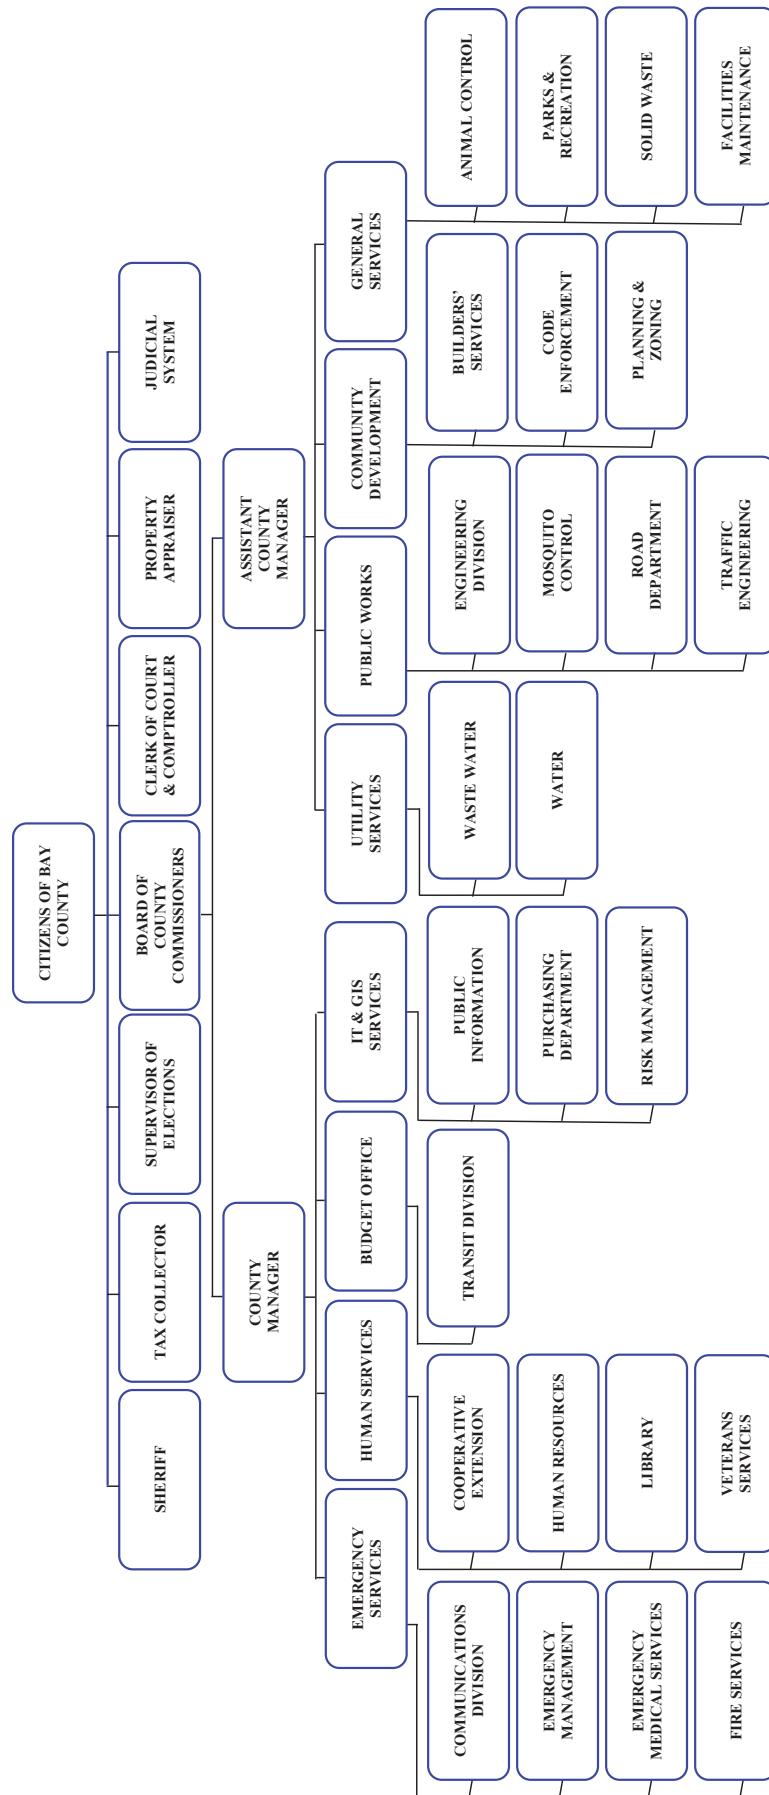 CITIZENS OF BAY
COUNTY
SHERIFF
TAX COLLECTOR
SUPERVISOR OF
ELECTIONS
BOARD OF
COUNTY
COMMISSIONERS
CLERK OF COURT
& COMPTROLLER
PROPERTY
APPRAISER
JUDICIAL
SYSTEM
COUNTY
MANAGER
ASSISTANT
COUNTY
MANAGER
EMERGENCY
SERVICES
HUMAN SERVICES
BUDGET OFFICE
IT & GIS
SERVICES
UTILITY
SERVICES
PUBLIC WORKS
COMMUNITY
DEVELOPMENT
GENERAL
SERVICES
COMMUNICATIONS
DIVISION
EMERGENCY
MANAGEMENT
EMERGENCY
MEDICAL SERVICES
FIRE SERVICES
COOPERATIVE
EXTENSION
HUMAN RESOURCES
LIBRARY
VETERANS
SERVICES
TRANSIT DIVISION
PUBLIC
INFORMATION
PURCHASING
DEPARTMENT
RISK MANAGEMENT
WASTE WATER
WATER
ENGINEERING
DIVISION
MOSQUITO
CONTROL
ROAD
DEPARTMENT
TRAFFIC
ENGINEERING
BUILDERS'
SERVICES
CODE
ENFORCEMENT
PLANNING &
ZONING
ANIMAL CONTROL
PARKS &
RECREATION
SOLID WASTE
FACILITIES
MAINTENANCE